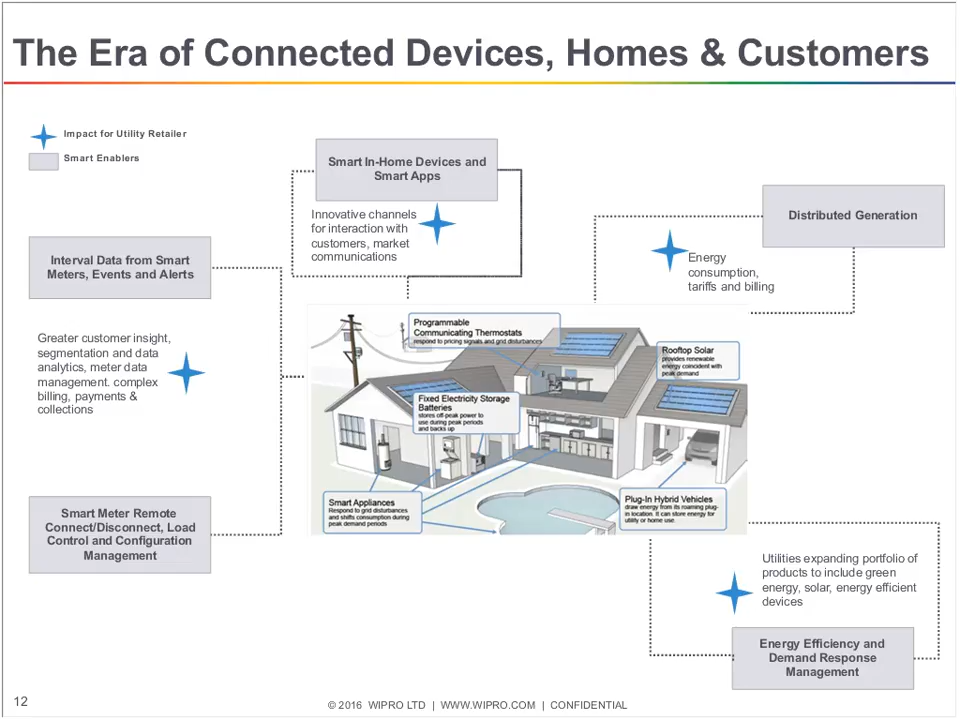 The Era of Connected Devices, Homes & Customers
Impact for Utility Retailer
Smart Enablers
Smart In-Home Devices and
Smart Apps
Innovative channels
for interaction with
customers, market
communications
Distributed Generation
Energy
consumption,
tariffs and billing
Interval Data from Smart
Meters, Events and Alerts
Greater customer insight,
segmentation and data
analytics, meter data
management. complex
billing, payments &
collections
Smart Meter Remote
Connect/Disconnect, Load
Control and Configuration
Management
Programmable
Communicating Thermostats
respond to pricing signals and grid disturbances
Rooftop Solar
provides renewable
energy coincident with
peak demand
Fixed Electricity Storage
Batteries
stores off-peak power to
use during peak periods
and backs up
Smart Appliances
Respond to grid disturbances
and shifts consumption during
peak demand periods
Plug-In Hybrid Vehicles
draw energy from its roaming plug-
in location. It can store energy for
utility or home use
Utilities expanding portfolio of
products to include green
energy, solar, energy efficient
devices
Energy Efficiency and
Demand Response
Management
12
© 2016 WIPRO LTD | WWW.WIPRO.COM | CONFIDENTIAL